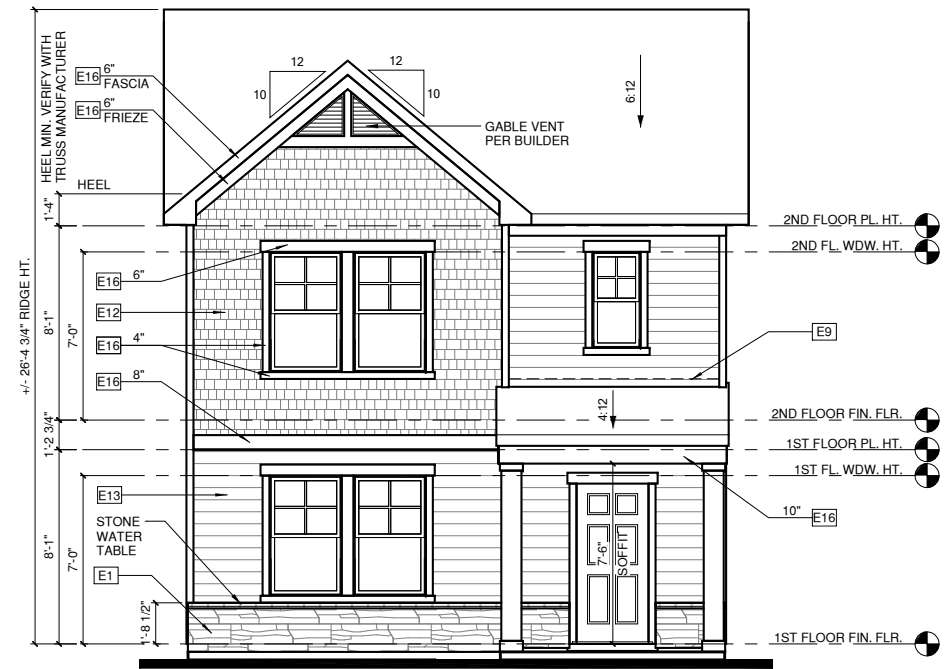 HEEL MIN. VERIFY WITH
TRUSS MANUFACTURER
E16 6"
FASCIA
E16 6"
FRIEZE
12
12
10
10
6:12
GABLE VENT
PER BUILDER
HEEL
1'-4"
2ND FLOOR PL. HT.
2ND FL. WDW. HT.
+/- 26'-4 3/4" RIDGE HT.
8'-1"
7'-0"
E16 6"
E12
E16 4"
E16 8"
E9
4:12
2ND FLOOR FIN. FLR.
1'-2 3/4"
1ST FLOOR PL. HT.
1ST FL. WDW. HT.
10" E16
E13
STONE
WATER
TABLE
E1
8'-1"
7'-0"
1'-8 1/2"
7'-6"
SOFFIT
1ST FLOOR FIN. FLR.